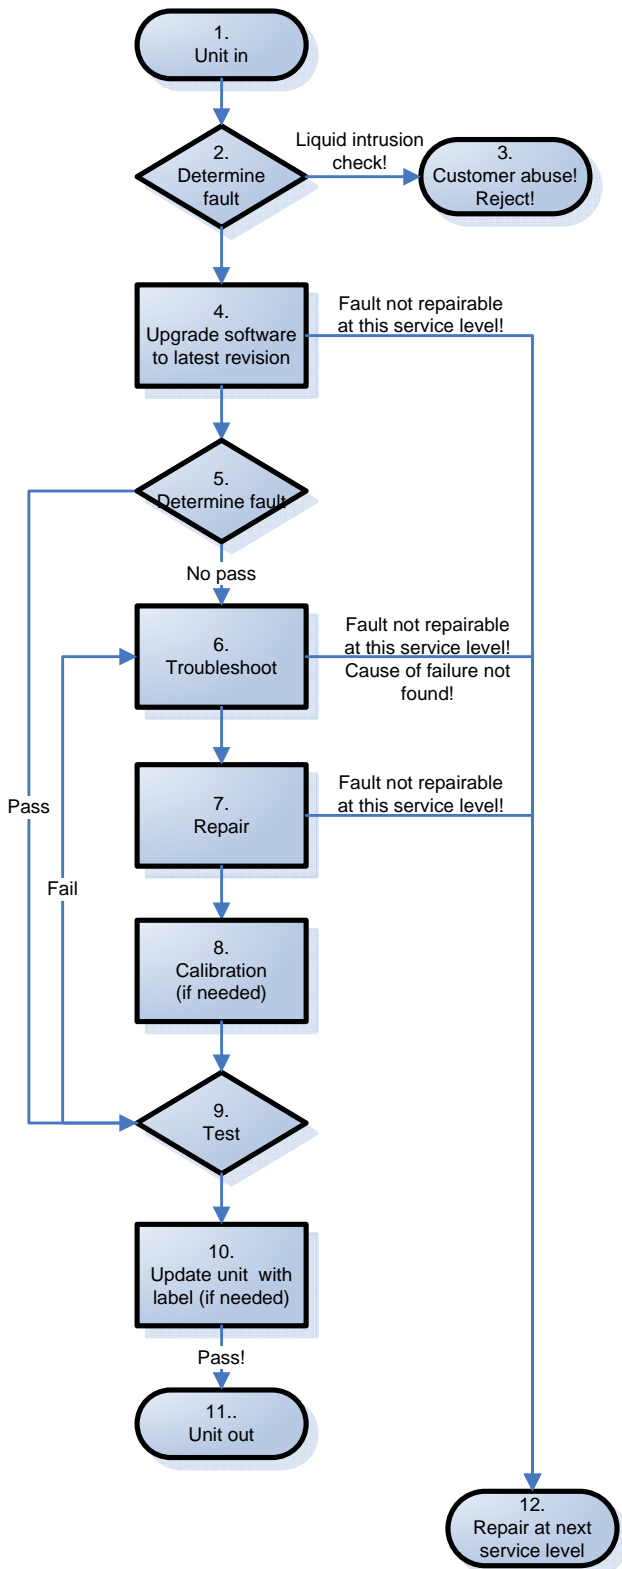 1.
Unit in
2.
Determine
fault
Liquid intrusion
check!
3.
Customer abuse!
Reject!
4.
Upgrade software
to latest revision
Fault not repairable
at this service level!
5.
Determine fault
No pass
6.
Troubleshoot
Fault not repairable
at this service level!
Cause of failure not
found!
7.
Repair
Fault not repairable
at this service level!
Pass
Fail
8.
Calibration
(if needed)
9.
Test
10.
Update unit with
label (if needed)
Pass!
11..
Unit out
12.
Repair at next
service level